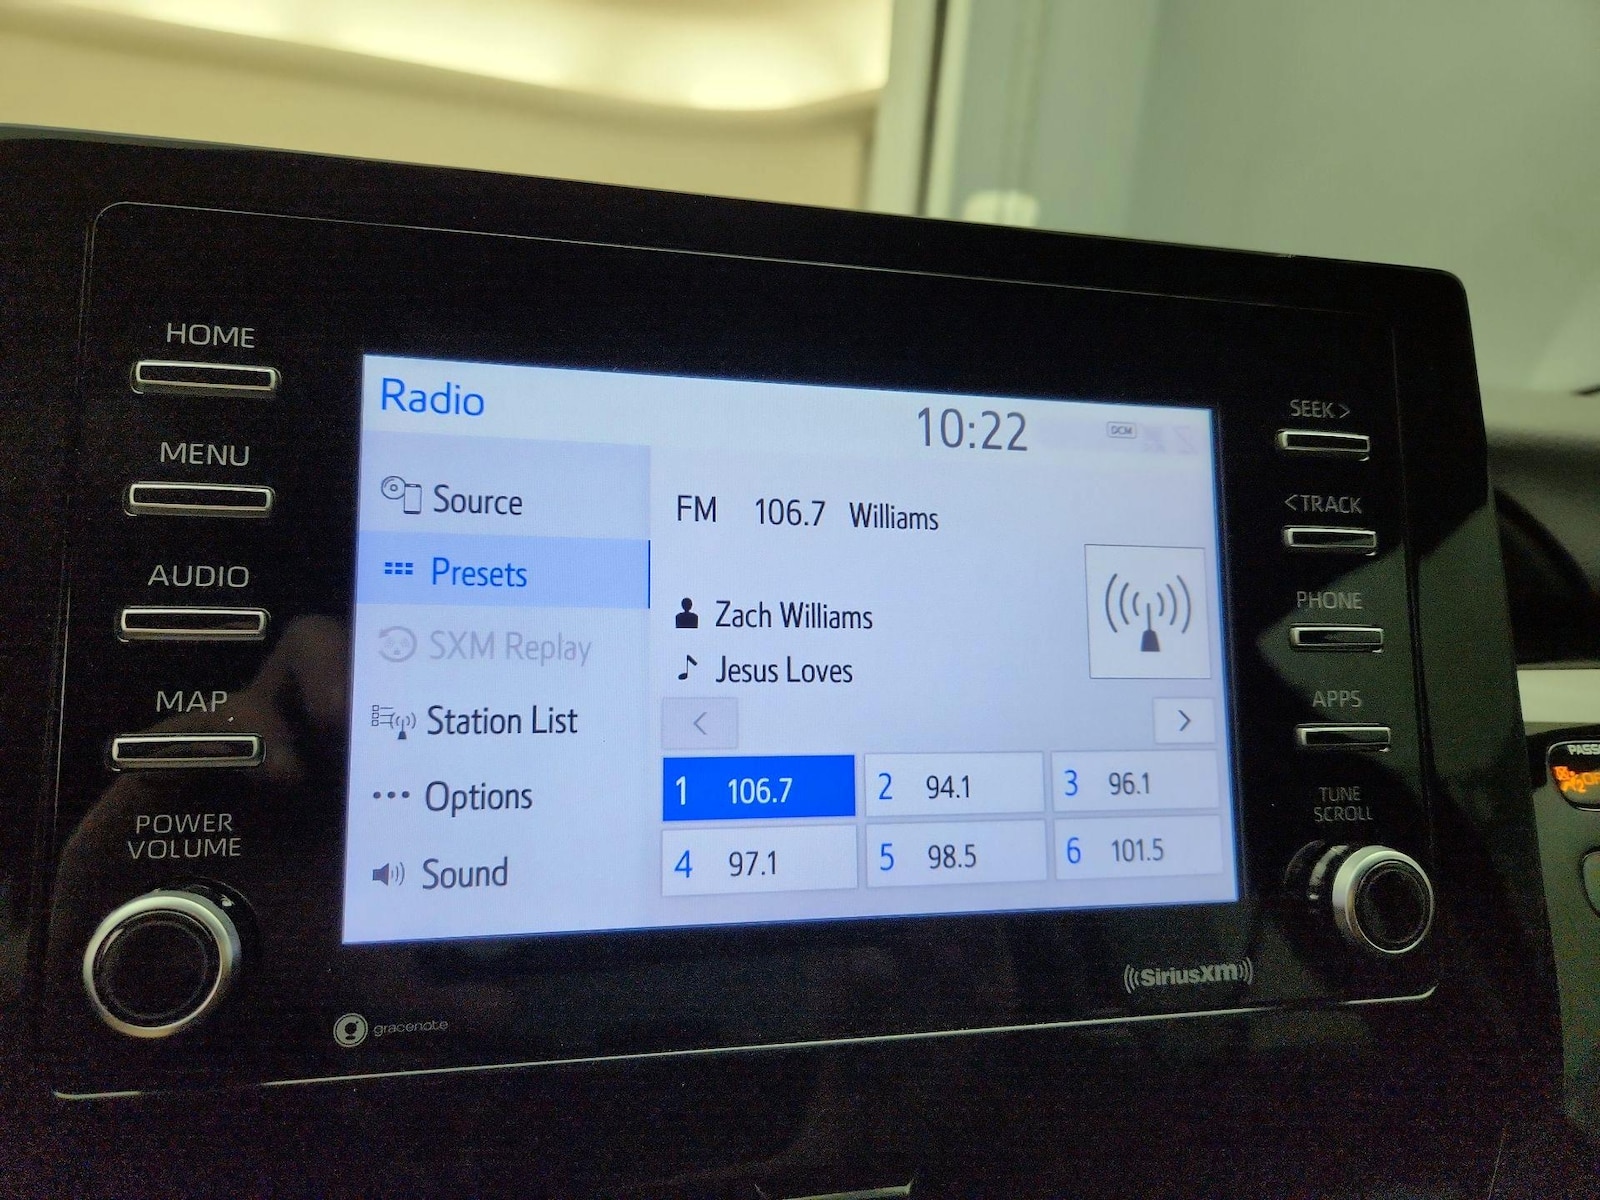 HOME
MENU
AUDIO
MAP
POWER
VOLUME
Radio
10:22
DCM
Source
Presets
SXM Replay
Station List
Options
Sound
FM 106.7 Williams
Zach Williams
Jesus Loves
<
>
1 106.7
2 94.1
3 96.1
4 97.1
5 98.5
6 101.5
SEEK >
< TRACK
PHONE
APPS
TUNE
SCROLL
gracenote
((SiriusXM))